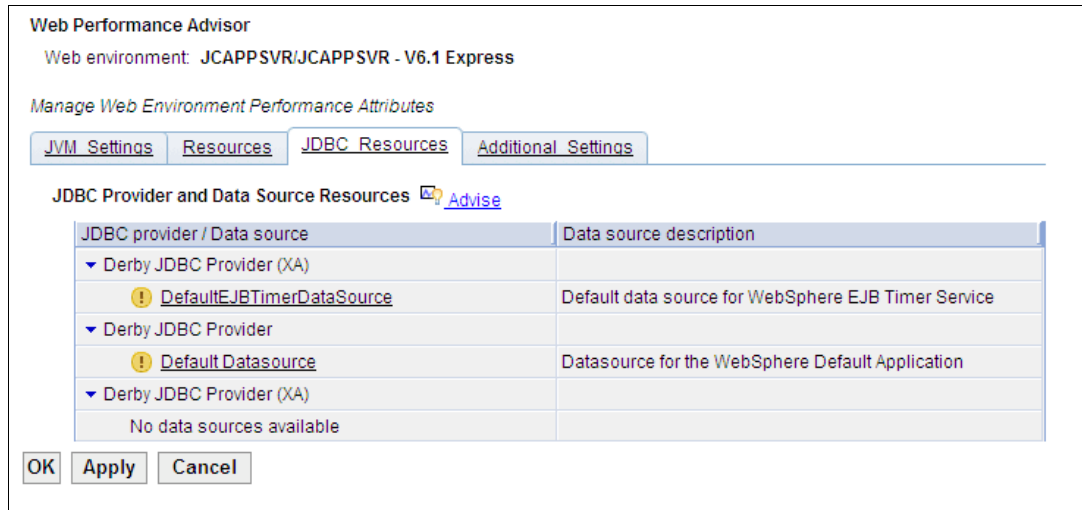 Web Performance Advisor
Web environment: JCAPPSVR/JCAPPSVR - V6.1 Express
Manage Web Environment Performance Attributes
JVM Settings Resources JDBC Resources Additional Settings
JDBC Provider and Data Source Resources Advise
JDBC provider / Data source Data source description
Derby JDBC Provider (XA)
DefaultEJBTimerDataSource Default data source for WebSphere EJB Timer Service
Derby JDBC Provider
Default Datasource Datasource for the WebSphere Default Application
Derby JDBC Provider (XA)
No data sources available
OK Apply Cancel